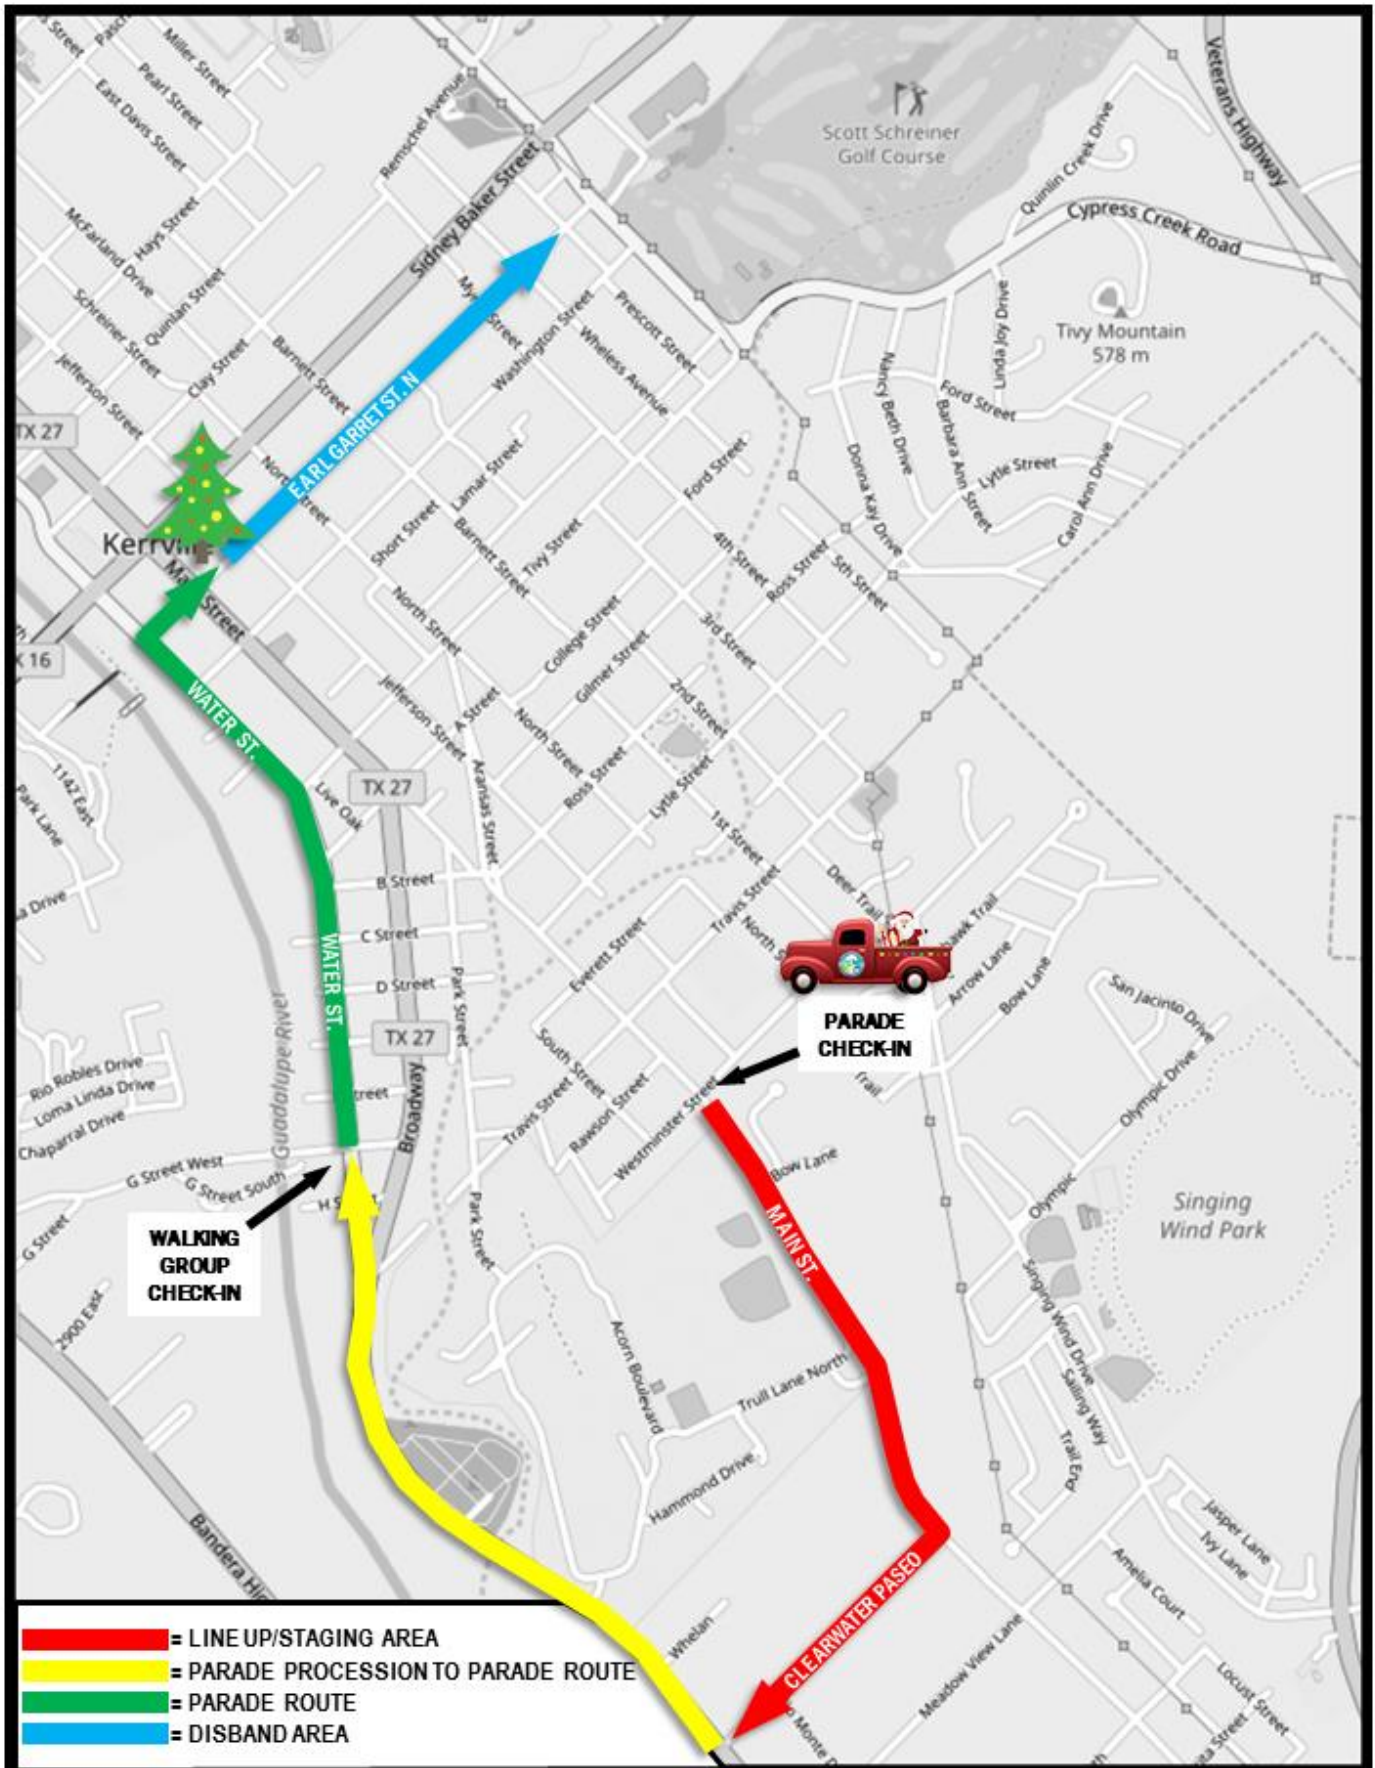 Miller Street
Pearl Street
East Davis Street
Remschel Avenue
Sidney Baker Street
Scott Schreiner
Golf Course
Veterans Highway
Quinlin Creek Drive
Cypress Creek Road
McFarland Drive
Hays Street
Schreiner Street
Quinlan Street
Jefferson Street
Clay Street
Barnett Street
Washington Street
Prescott Street
Wheless Avenue
Linda Joy Drive
Tivy Mountain
578 m
Nancy Beth Drive
Ford Street
Barbara Ann Street
Lytle Street
Carol Ann Drive
Donna Kay Drive
TX 27
EARL GARRET ST. N
Lamar Street
Short Street
Barnett Street
Tivy Street
Ford Street
4th Street
Ross Street
5th Street
Street
North Street
College Street
Gilmer Street
3rd Street
2nd Street
WATER ST.
Jefferson Street
A Street
North Street
Ross Street
Lytle Street
1142 East
Park Lane
Live Oak
TX 27
Aransas Street
1st Street
Travis Street
Deer Trail
B Street
C Street
D Street
WATER ST.
Park Street
TX 27
Everett Street
Arrow Lane
Bow Lane
San Jacinto Drive
Olympic Drive
PARADE
CHECK-IN
Trail
South Street
Travis Street
Rawson Street
Westminster Street
Rio Robles Drive
Loma Linda Drive
Chaparral Drive
Guadalupe River
Broadway
G Street West
G Street South
G Street
Park Street
Bow Lane
Olympic
Singing
Wind Park
WALKING
GROUP
CHECK-IN
MAIN ST.
2900 East
Acorn Boulevard
Trull Lane North
Hammond Drive
Singing Wind Drive
Sailing Way
Jasper Lane
Ivy Lane
Amelia Court
CLEARWATER PASEO
Whelan
Meadow View Lane
Locust Street
= LINE UP/STAGING AREA
= PARADE PROCESSION TO PARADE ROUTE
= PARADE ROUTE
= DISBAND AREA